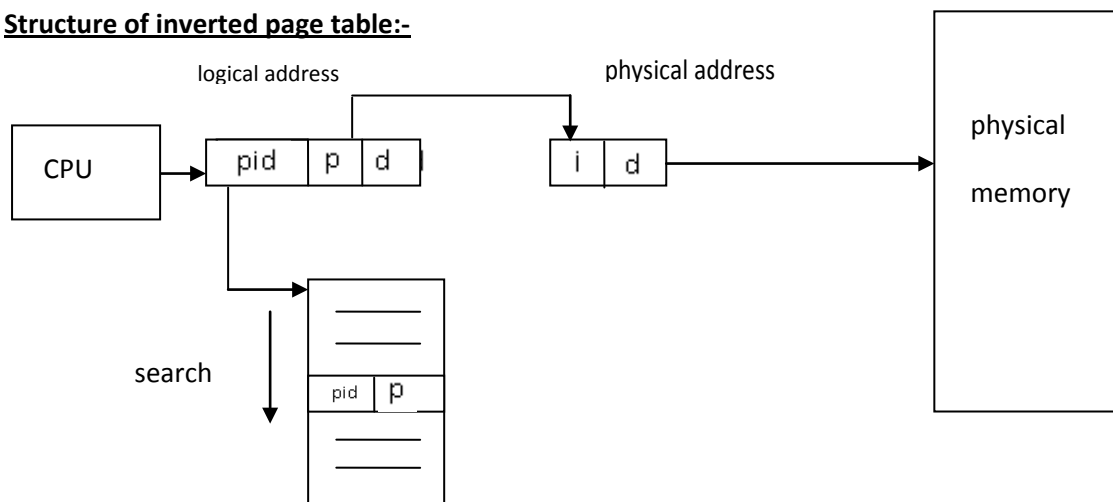 Structure of inverted page table:-
logical address
physical address
CPU
pid p d
i d
physical
memory
search
pid p